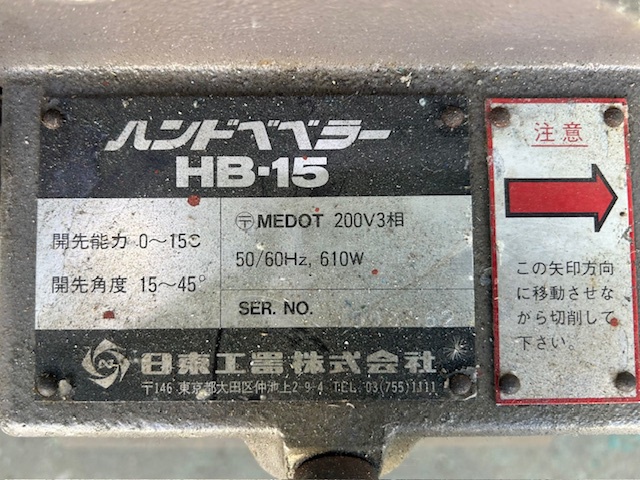 ハンドベベラー
HB-15
開先能力 0～15C
開先角度 15～45°
〒MEDOT 200V3相
50/60Hz, 610W
SER. NO.
日東工器株式会社
〒146 東京都大田区仲池上2-9-4 TEL. 03(755)1111
注意
この矢印方向
に移動させな
がら切削して
下さい。